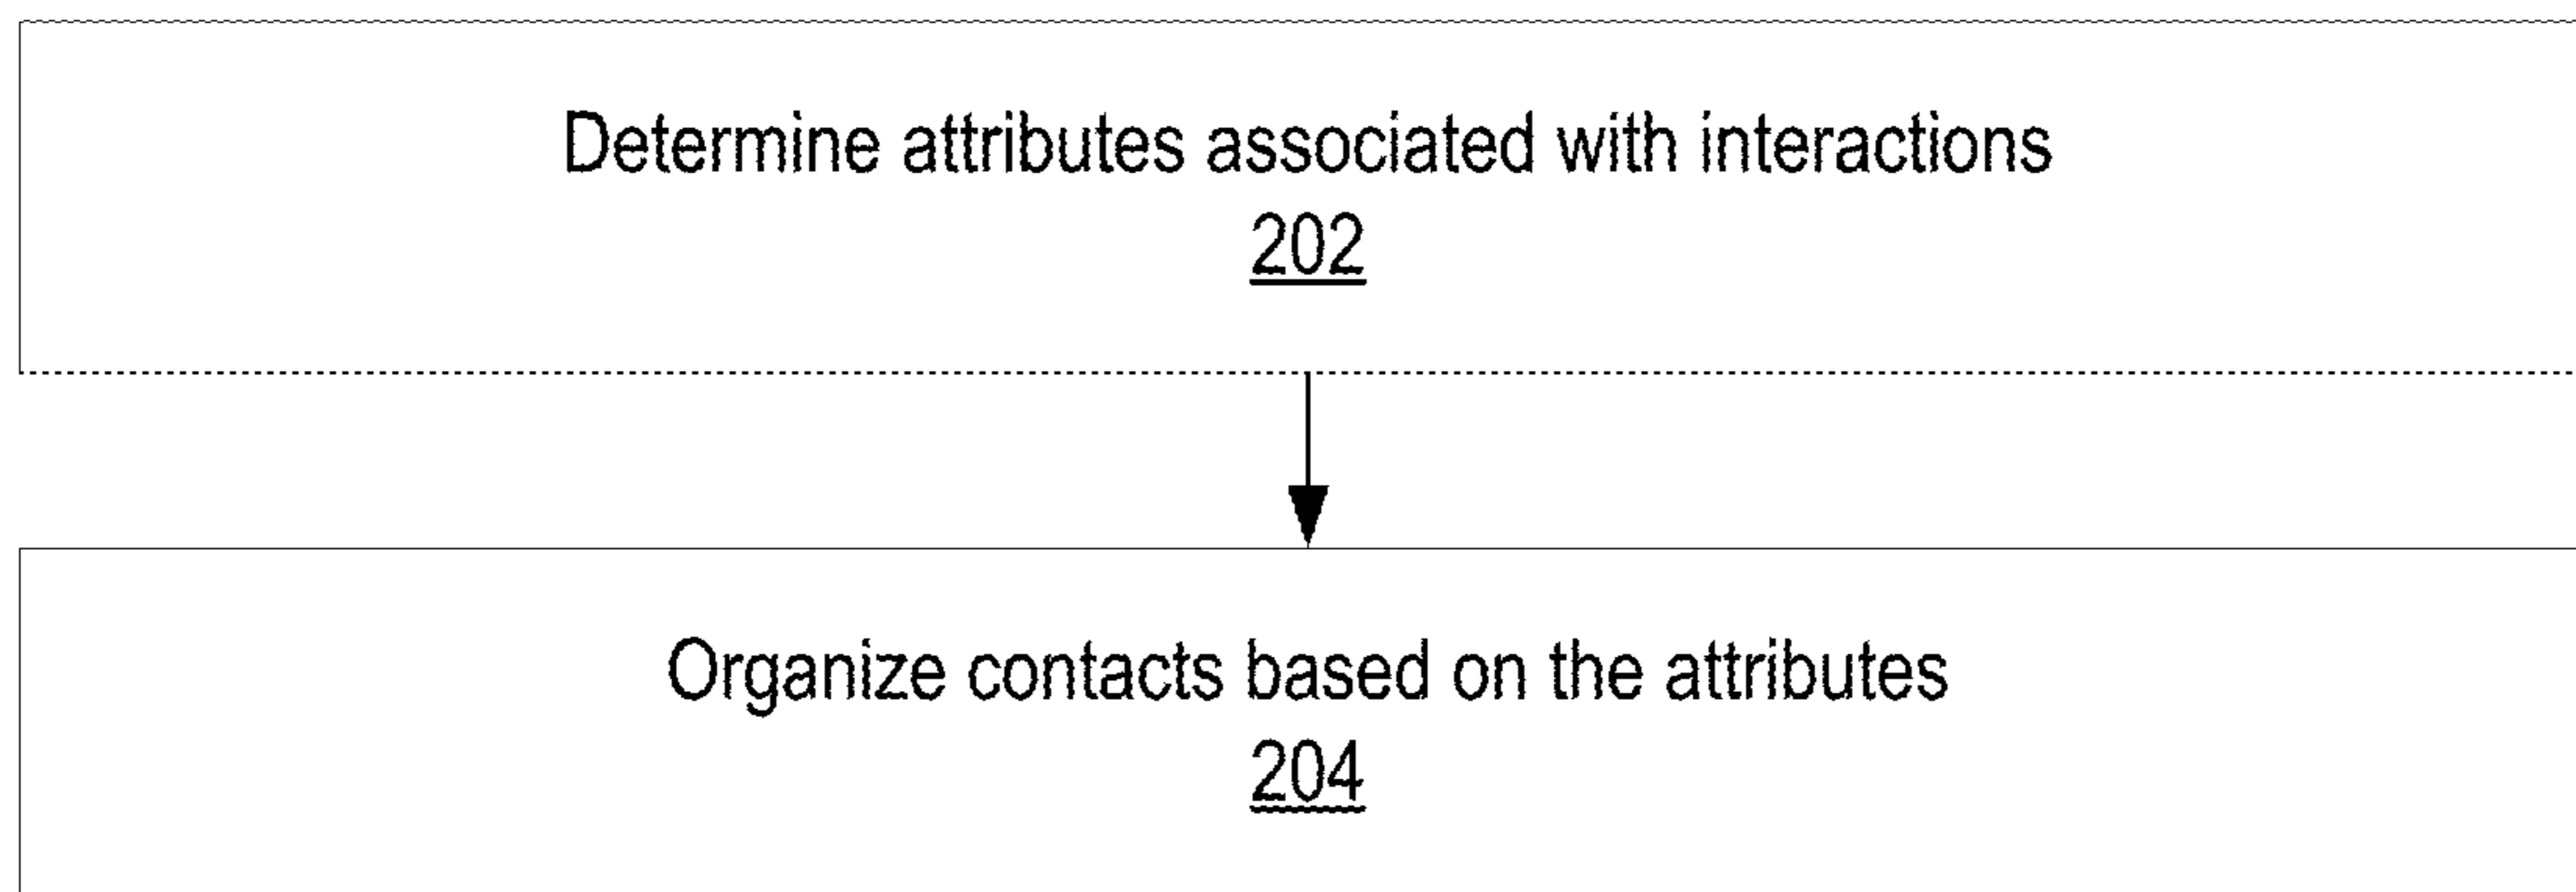 Determine attributes associated with interactions
202
Organize contacts based on the attributes
204